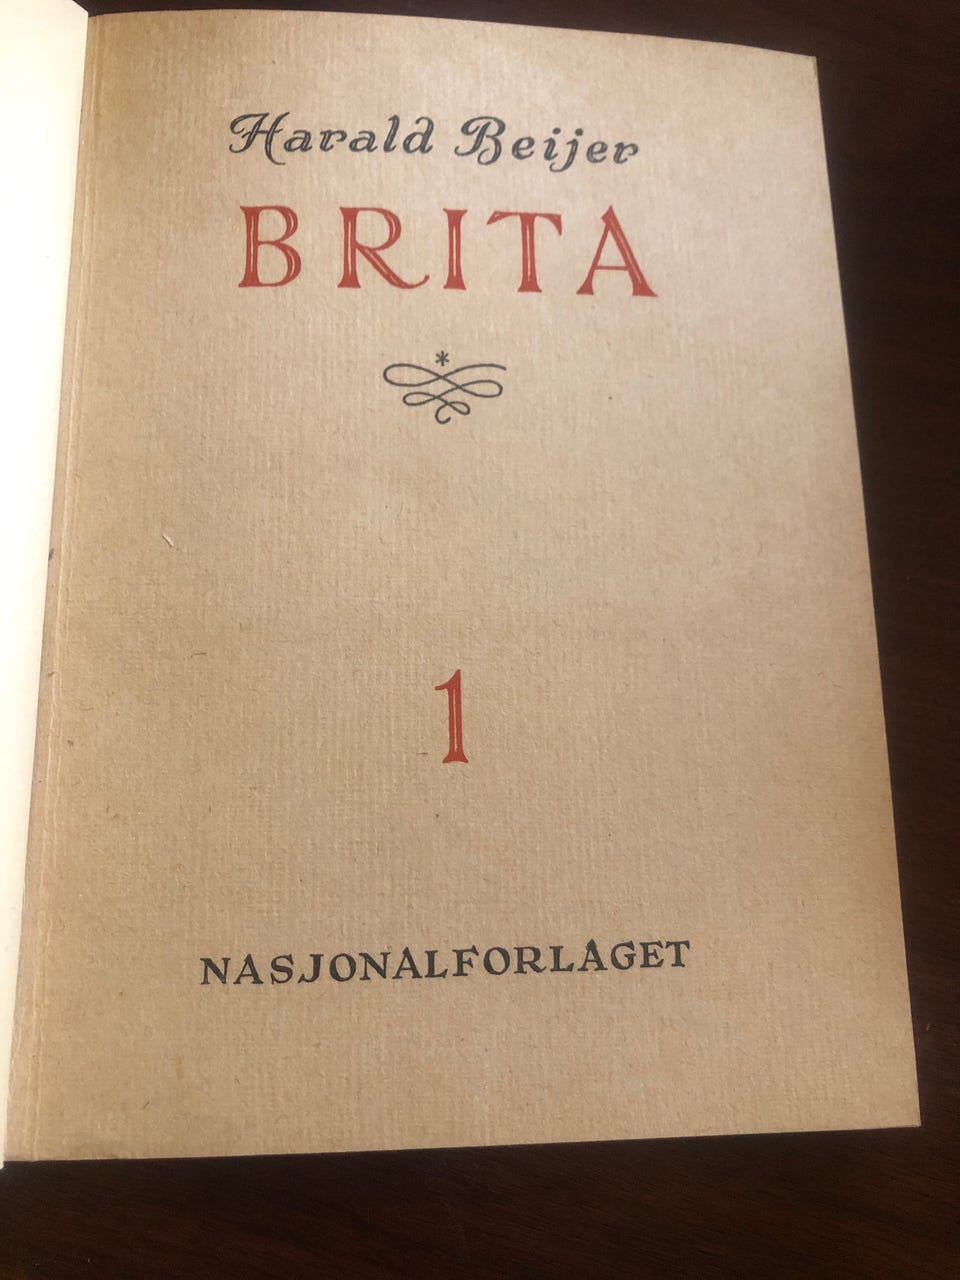 Harald Beijer
BRITA
*
1
NASJONALFORLAGET